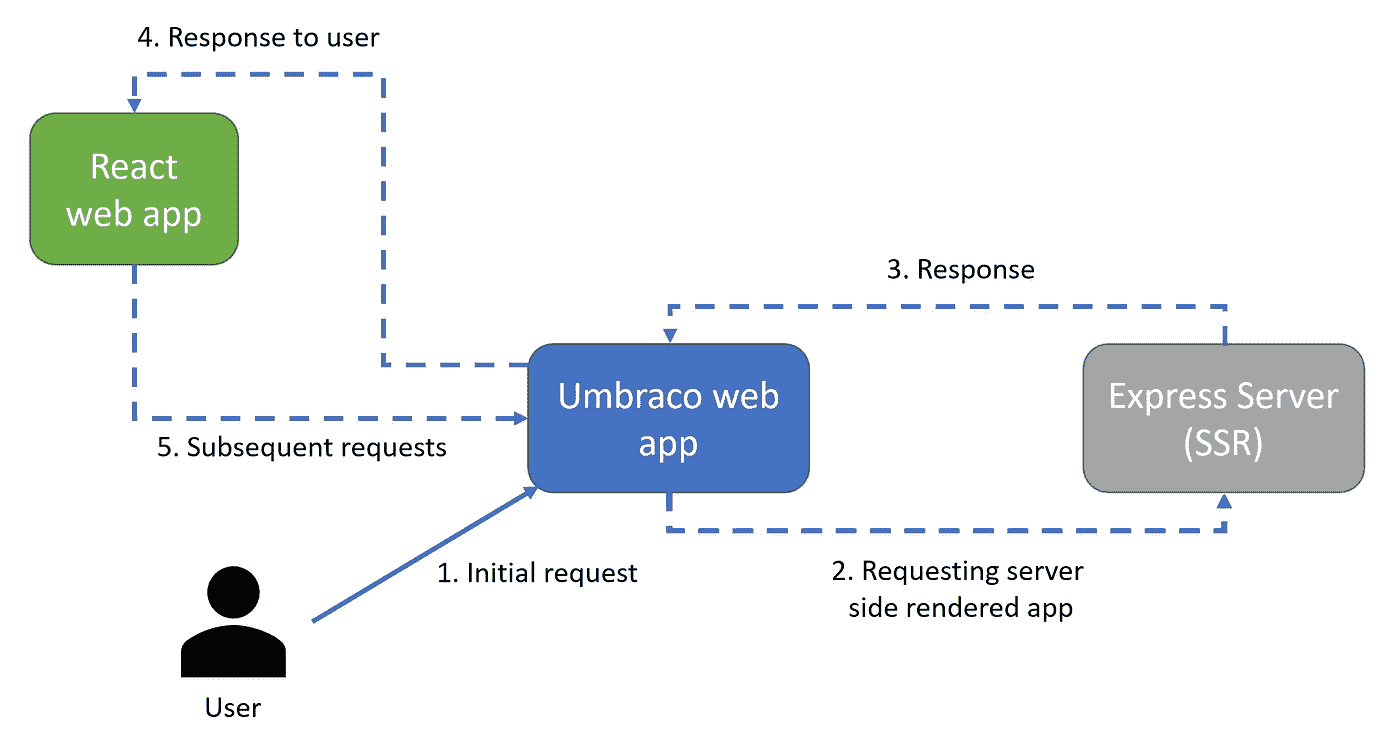 4. Response to user
React
web app
3. Response
Umbraco web
app
Express Server
(SSR)
5. Subsequent requests
1. Initial request
2. Requesting server
side rendered app
User